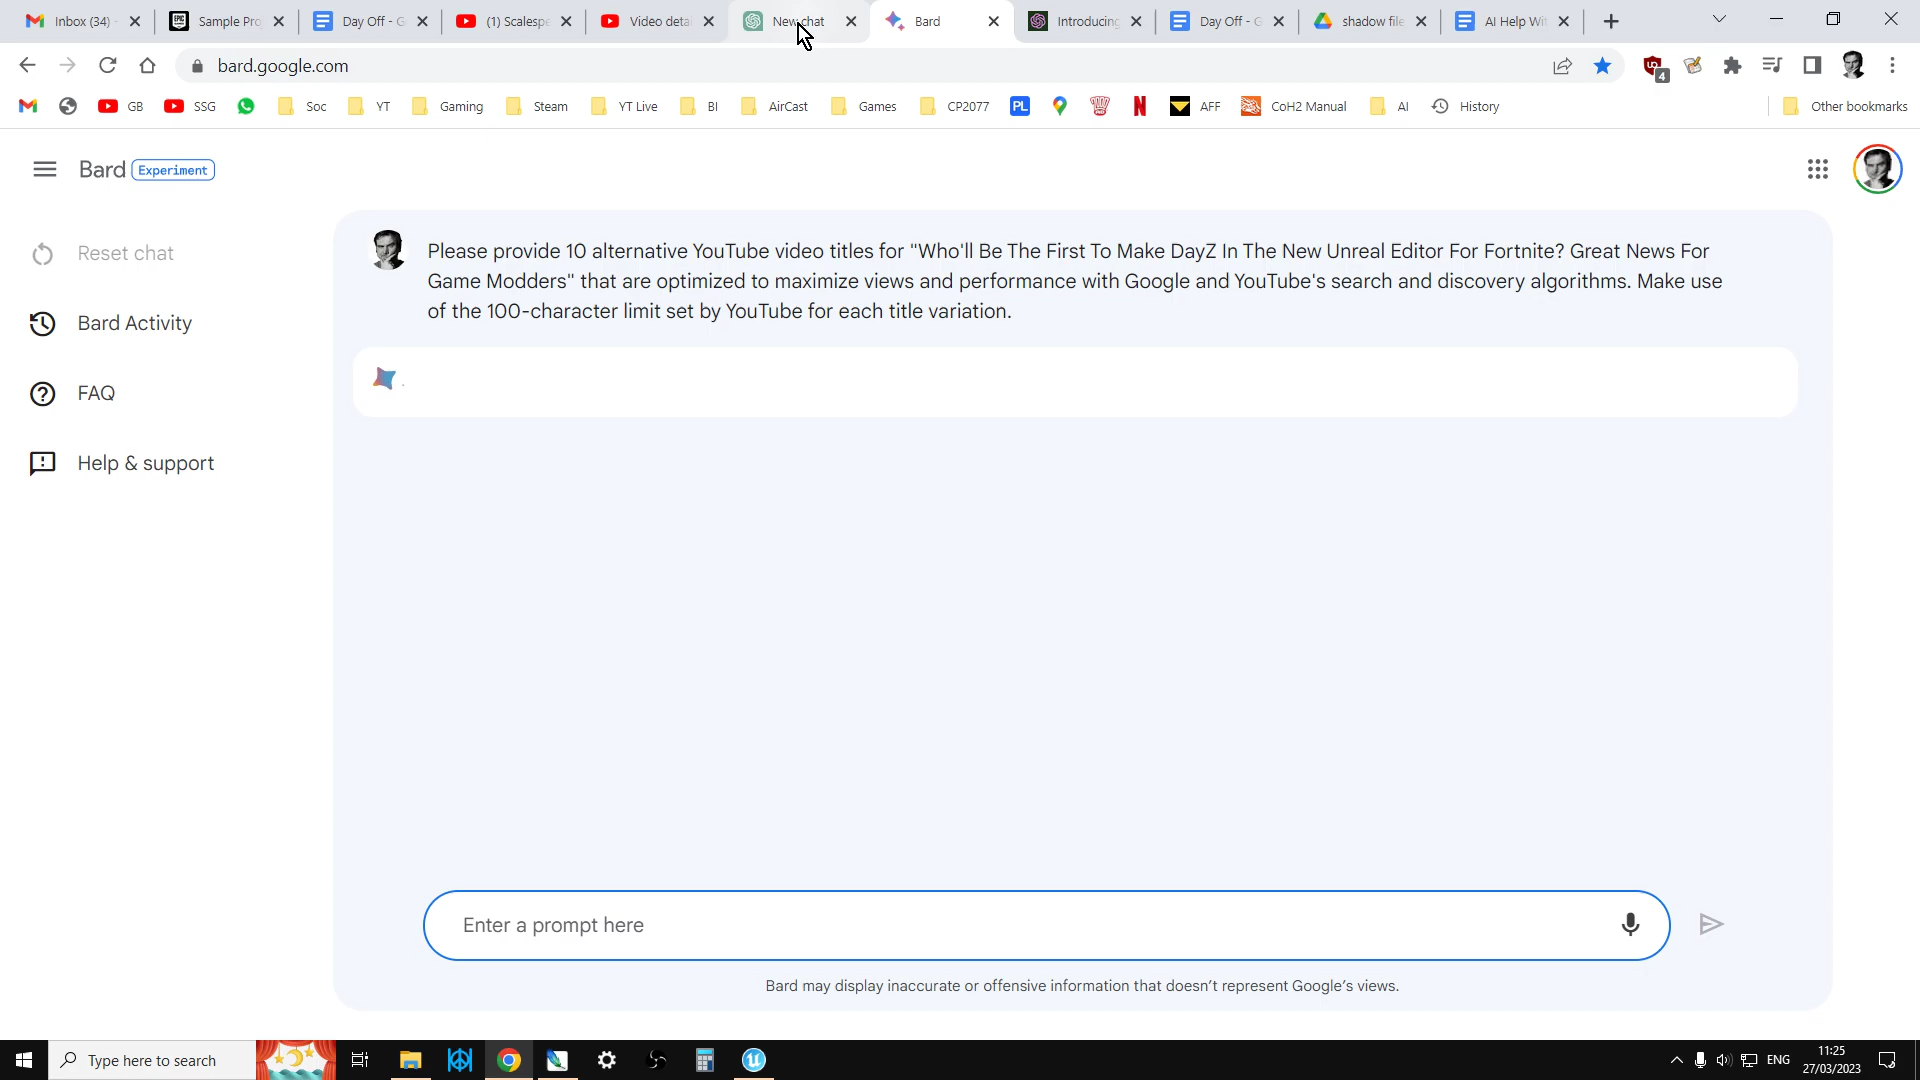 Inbox (34) -
Sample Pro
Day Off - G
(1) Scalespe
Video detai
New chat
Bard
Introducing
Day Off - G
shadow file
AI Help Wit
bard.google.com
4
GB
SSG
Soc
YT
Gaming
Steam
YT Live
BI
AirCast
Games
CP2077
PL
AFF
CoH2 Manual
AI
History
Other bookmarks
Bard Experiment
Reset chat
Bard Activity
FAQ
Help & support
Please provide 10 alternative YouTube video titles for "Who'll Be The First To Make DayZ In The New Unreal Editor For Fortnite? Great News For
Game Modders" that are optimized to maximize views and performance with Google and YouTube's search and discovery algorithms. Make use
of the 100-character limit set by YouTube for each title variation.
Enter a prompt here
Bard may display inaccurate or offensive information that doesn't represent Google's views.
Type here to search
ENG
11:25
27/03/2023